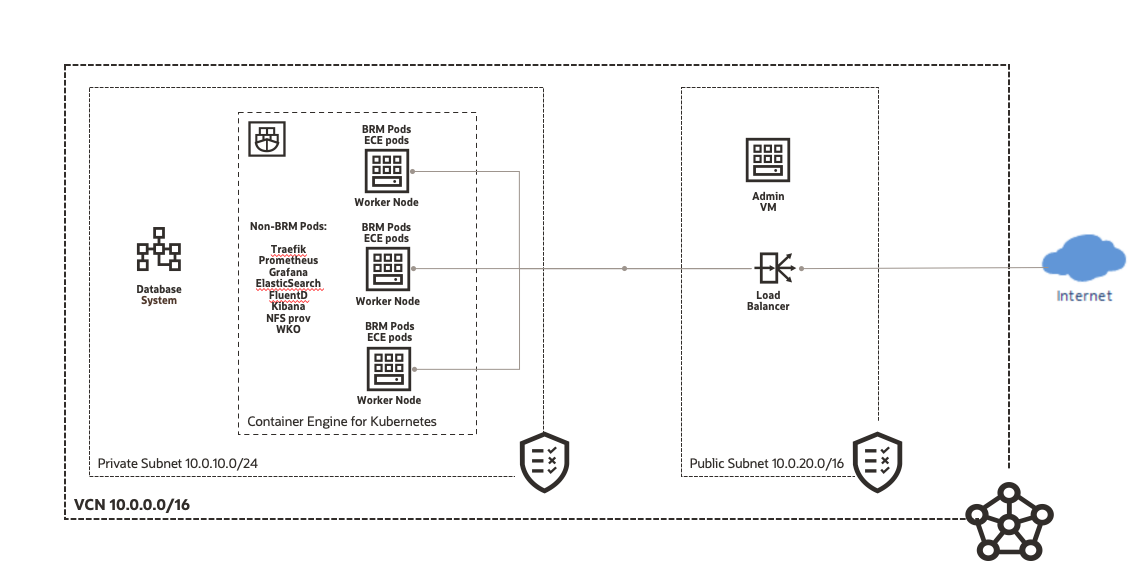 BRM Pods
ECE pods
Worker Node
Non-BRM Pods:
Traefik
Prometheus
Grafana
ElasticSearch
FluentD
Kibana
NFS prov
WKO
BRM Pods
ECE pods
Worker Node
BRM Pods
ECE pods
Worker Node
Container Engine for Kubernetes
Database
System
Private Subnet 10.0.10.0/24
Admin
VM
Load
Balancer
Public Subnet 10.0.20.0/16
Internet
VCN 10.0.0.0/16